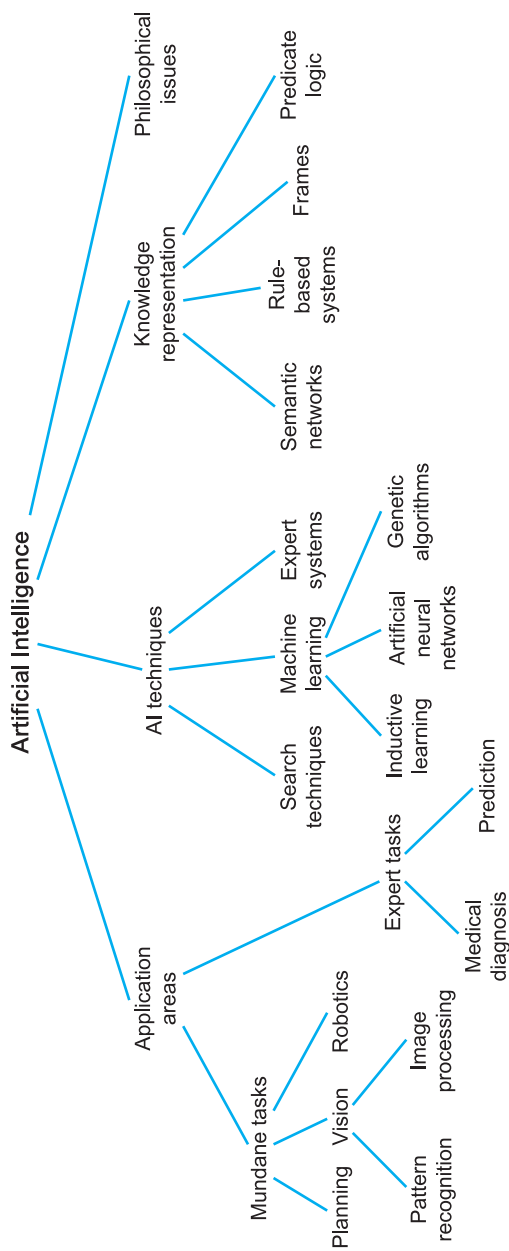 Artificial Intelligence
Application
areas
AI techniques
Knowledge
representation
Philosophical
issues
Mundane tasks
Expert tasks
Search
techniques
Machine
learning
Expert
systems
Semantic
networks
Rule-
based
systems
Frames
Predicate
logic
Planning
Vision
Robotics
Medical
diagnosis
Prediction
Inductive
learning
Artificial
neural
networks
Genetic
algorithms
Pattern
recognition
Image
processing